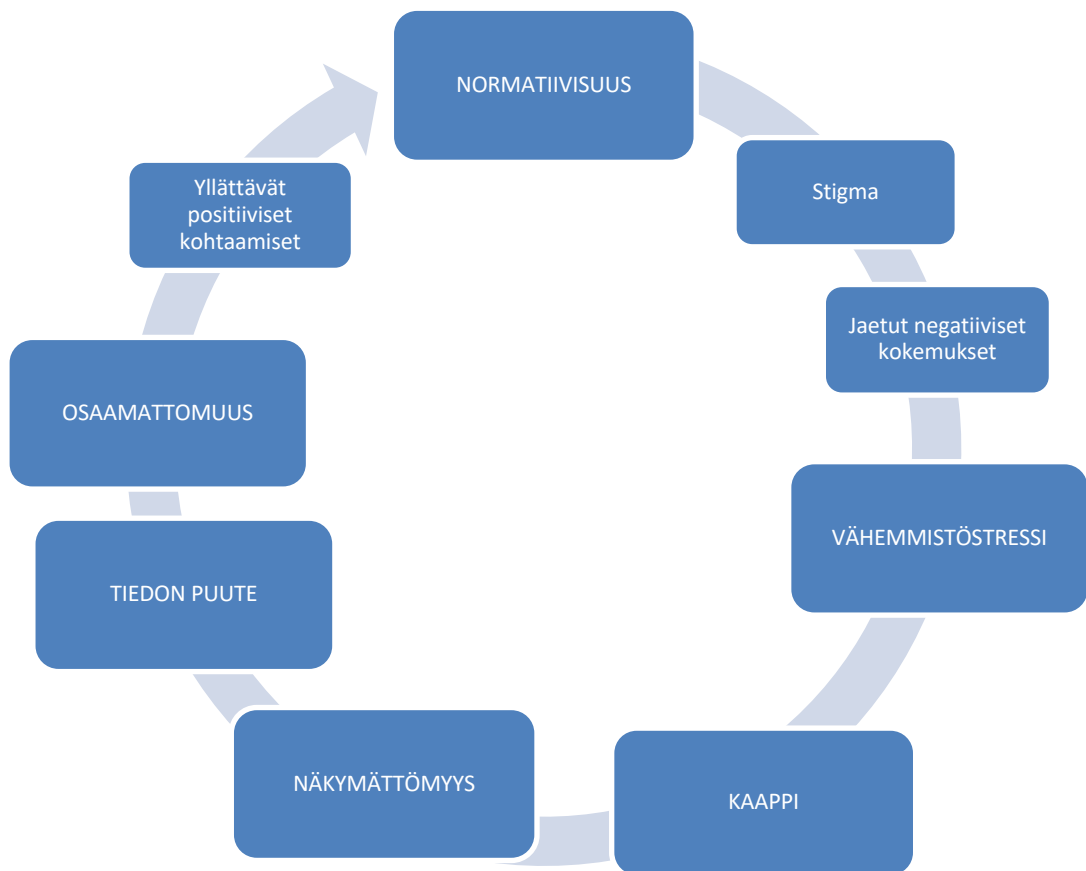 NORMATIIVISUUS
Stigma
Jaetut negatiiviset
kokemukset
VÄHEMMISTÖSTRESSI
KAAPPI
NÄKYMÄTTÖMYYS
TIEDON PUUTE
OSAAMATTOMUUS
Yllättävät
positiiviset
kohtaamiset